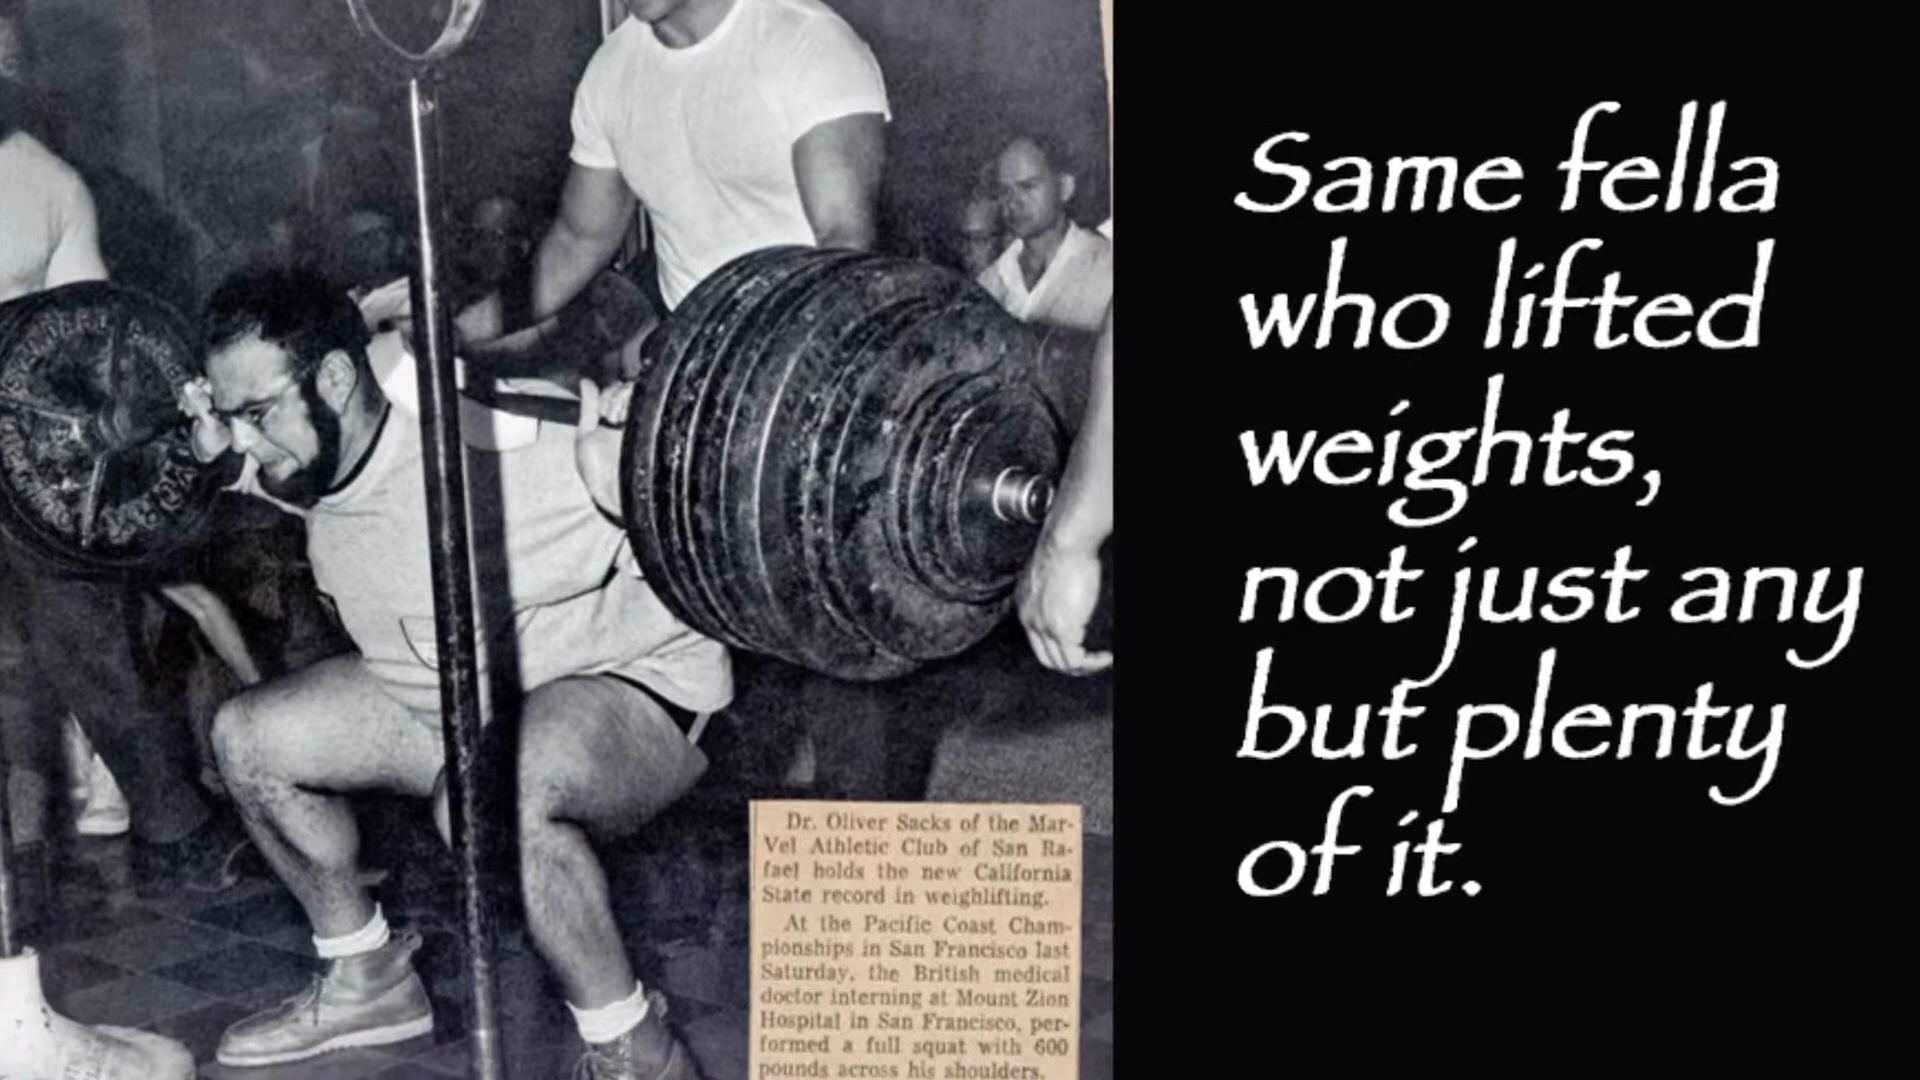 Same fella
who lifted
weights,
not just any
but plenty
of it.
Dr. Oliver Sacks of the Mar-
Vel Athletic Club of San Ra-
fael holds the new California
State record in weighlifting.
At the Pacific Coast Cham-
pionships in San Francisco last
Saturday, the British medical
doctor interning at Mount Zion
Hospital in San Francisco, per-
formed a full squat with 600
pounds across his shoulders.